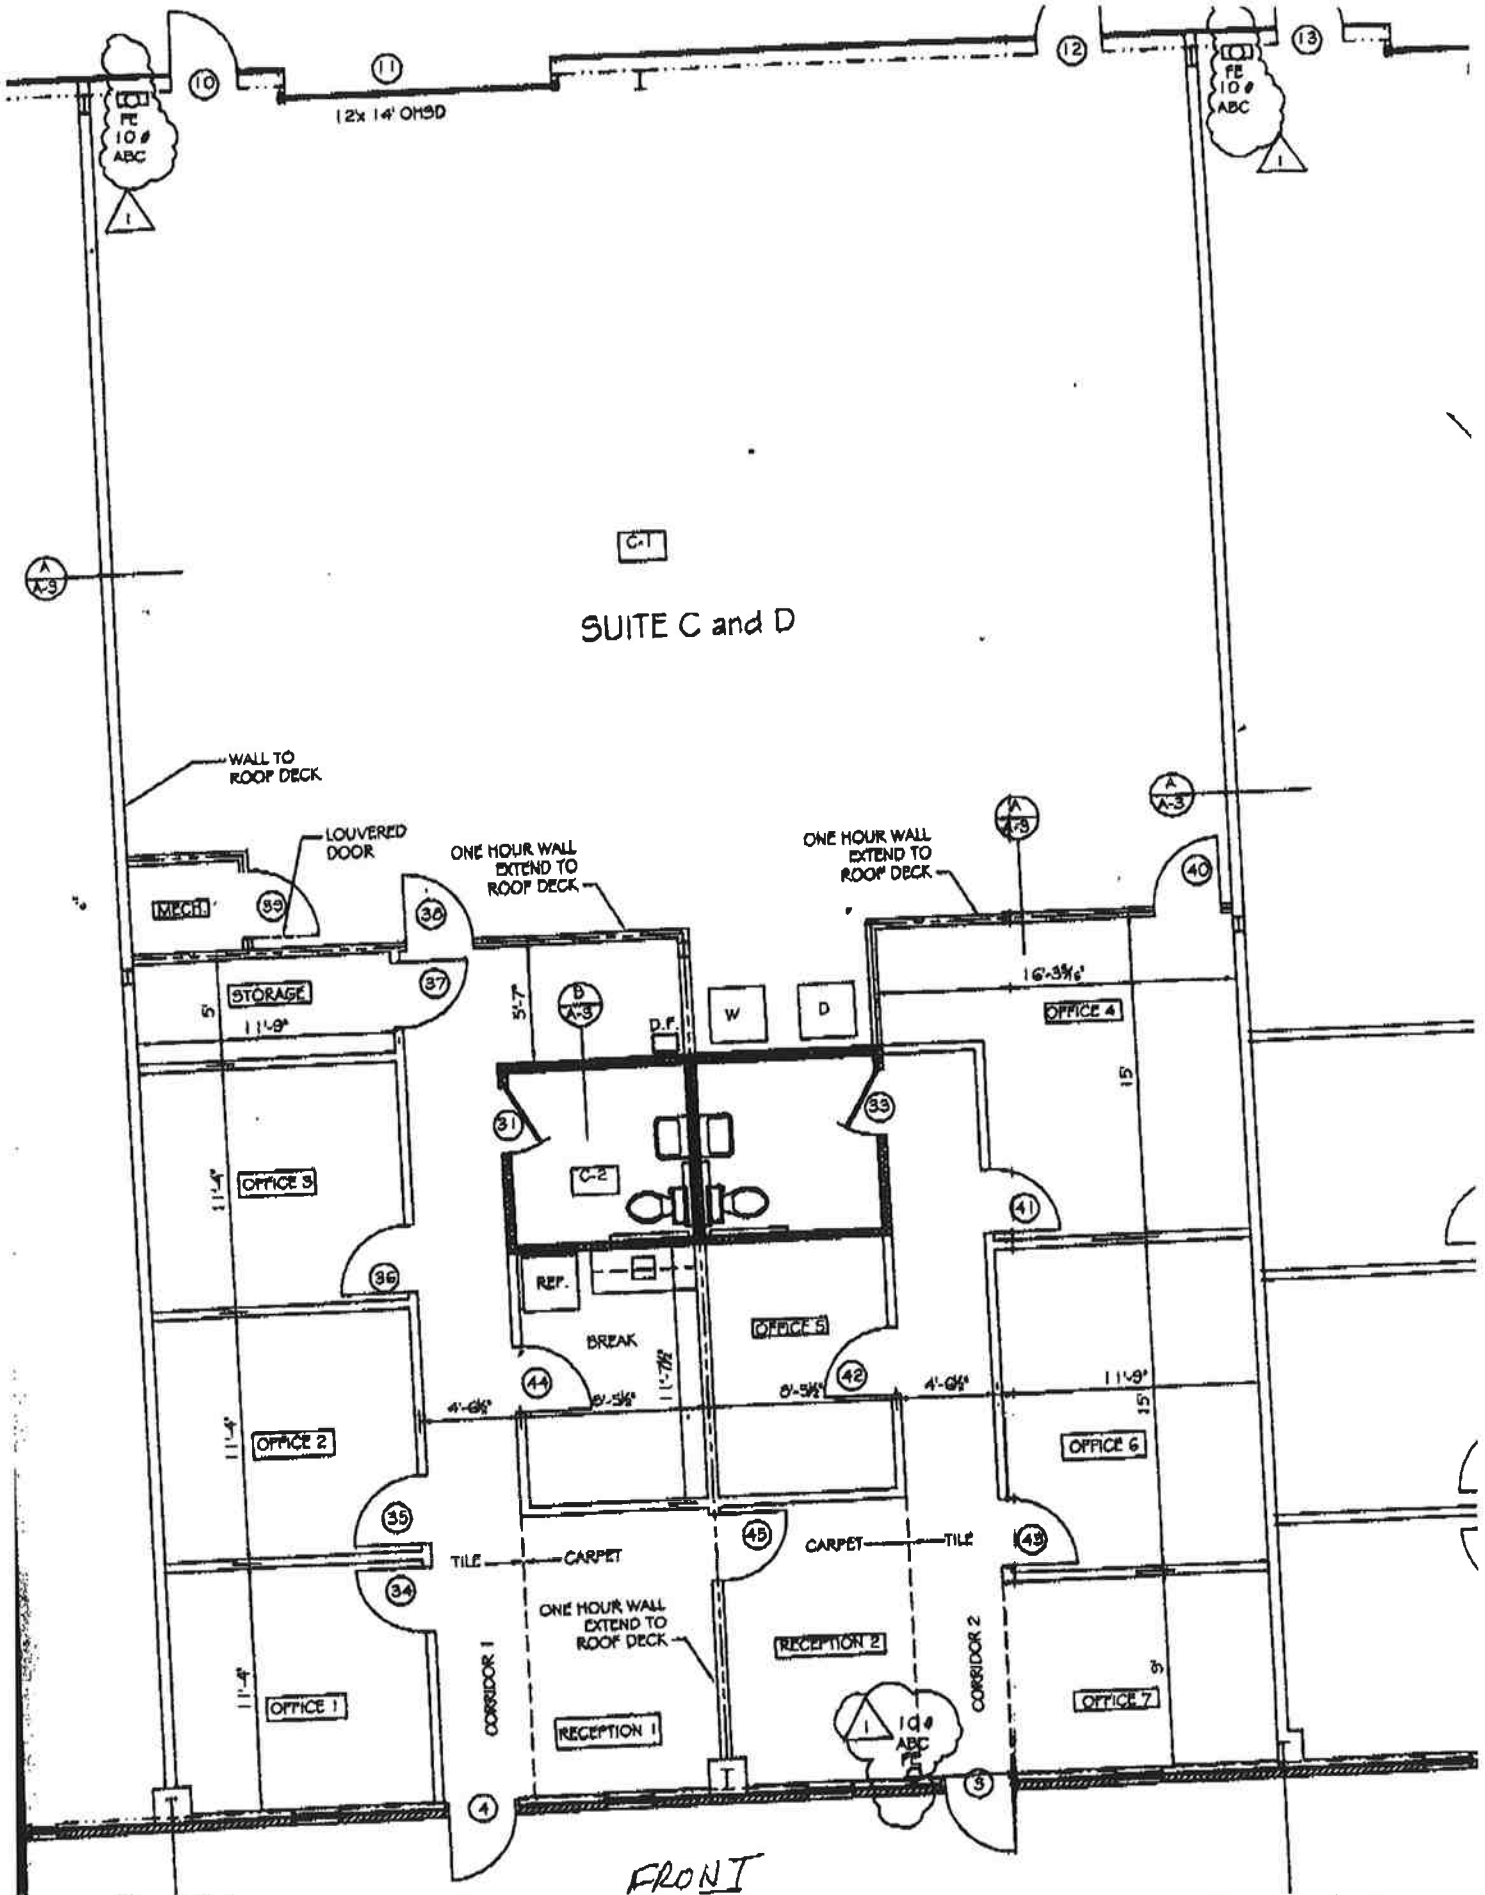 10
11
12
13
12x 14' OHSD
FE
10#
ABC
1
FE
10#
ABC
1
C-1
A
A-3
SUITE C and D
WALL TO
ROOF DECK
A
A-3
A
A-3
LOUVERED
DOOR
ONE HOUR WALL
EXTEND TO
ROOF DECK
ONE HOUR WALL
EXTEND TO
ROOF DECK
40
MECH.
39
38
37
STORAGE
5'
11'-9"
5'-7"
B
A-3
D.F.
W
D
16'-3 9/16"
OFFICE 4
15'
31
33
C-2
OFFICE 3
11'-4"
41
36
REF.
BREAK
OFFICE 5
44
42
4'-6½"
8'-5½"
11'-7½"
8'-5½"
4'-6½"
11'-9"
15'
OFFICE 2
11'-4"
OFFICE 6
35
45
43
TILE
CARPET
CARPET
TILE
34
ONE HOUR WALL
EXTEND TO
ROOF DECK
CORRIDOR 1
RECEPTION 2
CORRIDOR 2
OFFICE 1
11'-4"
RECEPTION 1
OFFICE 7
9'
1
10#
ABC
FE
4
5
FRONT